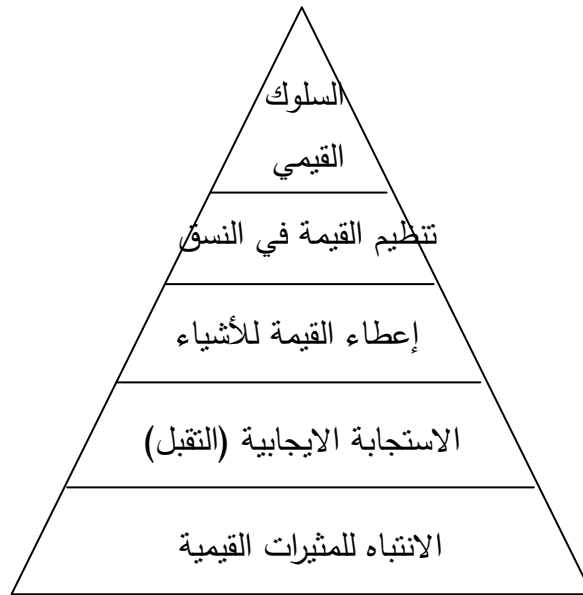 السلوك
القيمي
تنظيم القيمة في النسق
إعطاء القيمة للأشياء
الاستجابة الايجابية (التقبل)
الانتباه للمثيرات القيمية